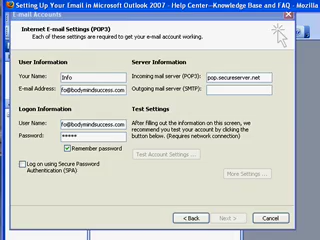 Setting Up Your Email in Microsoft Outlook 2007 - Help Center—Knowledge Base and FAQ - Mozilla
E-mail Accounts
Internet E-mail Settings (POP3)
Each of these settings are required to get your e-mail account working.
User Information
Server Information
Your Name: Info
Incoming mail server (POP3): pop.secureserver.net
E-mail Address: fo@bodymindsuccess.com
Outgoing mail server (SMTP):
Logon Information
Test Settings
User Name: fo@bodymindsuccess.com
After filling out the information on this screen, we
recommend you test your account by clicking the
button below. (Requires network connection)
Password: *****
Remember password
Test Account Settings ...
Log on using Secure Password
Authentication (SPA)
More Settings ...
< Back
Next >
Cancel